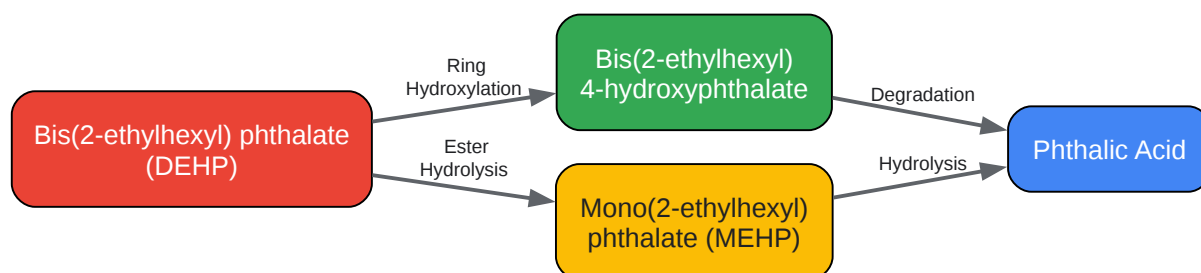 Bis(2-ethylhexyl) phthalate
(DEHP)
Ring
Hydroxylation
Ester
Hydrolysis
Bis(2-ethylhexyl)
4-hydroxyphthalate
Mono(2-ethylhexyl)
phthalate (MEHP)
Degradation
Hydrolysis
Phthalic Acid